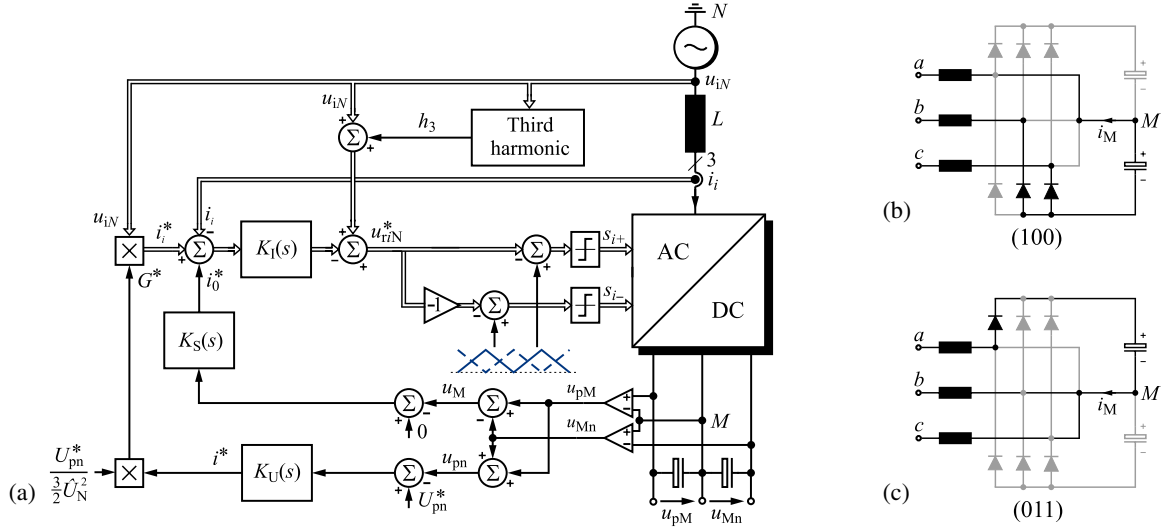 N
u_iN
u_iN
h_3
Third
harmonic
L
3
i_i
u_iN
i_i^*
i_i
K_I(s)
u_riN^*
s_i+
AC
DC
G^*
i_0^*
-1
s_i−
K_S(s)
u_M
u_pM
0
u_Mn
M
U_pn^*
3/2 Û_N^2
i^*
K_U(s)
u_pn
U_pn^*
u_pM
u_Mn
(a)
a
b
c
i_M
M
(b)
(100)
a
b
c
i_M
M
(c)
(011)